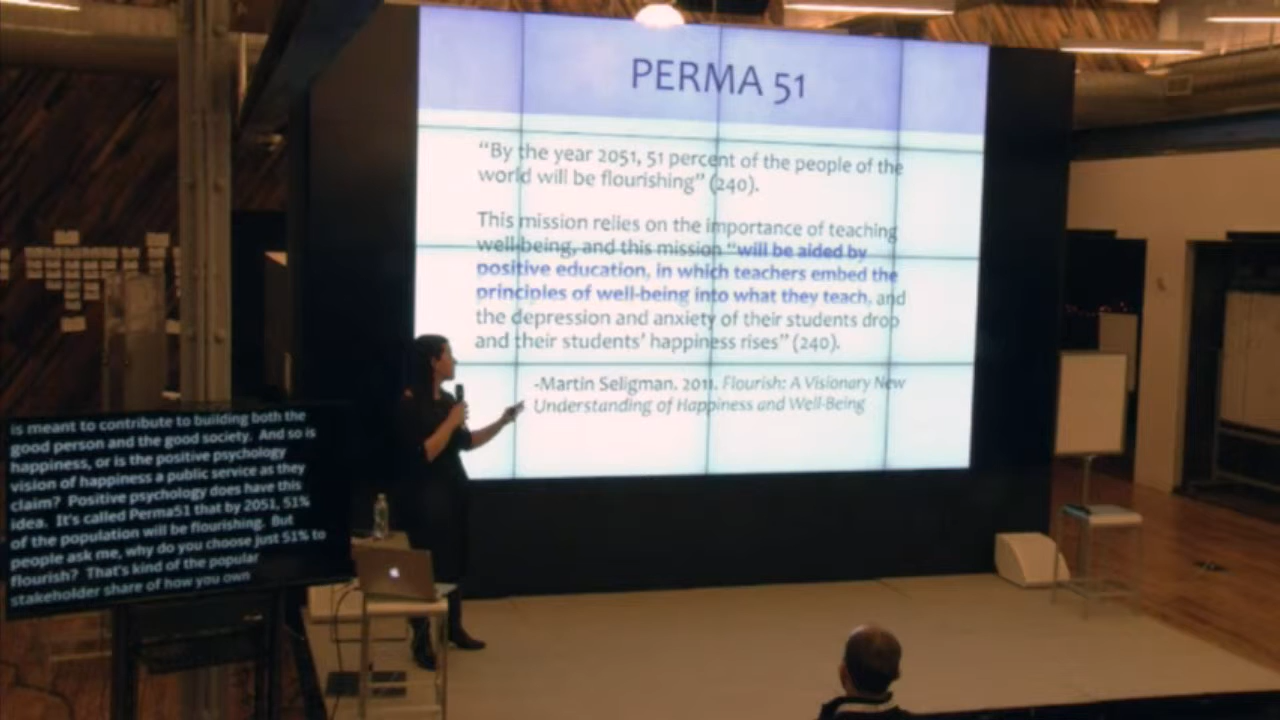 PERMA 51
“By the year 2051, 51 percent of the people of the
world will be flourishing” (240).
This mission relies on the importance of teaching
well-being, and this mission “will be aided by
positive education, in which teachers embed the
principles of well-being into what they teach, and
the depression and anxiety of their students drop
and their students’ happiness rises” (240).
-Martin Seligman. 2011. Flourish: A Visionary New
Understanding of Happiness and Well-Being
is meant to contribute to building both the
good person and the good society.  And so is
happiness, or is the positive psychology
vision of happiness a public service as they
claim?  Positive psychology does have this
idea.  It's called Perma51 that by 2051, 51%
of the population will be flourishing.  But
people ask me, why do you choose just 51% to
flourish?  That's kind of the popular
stakeholder share of how you own